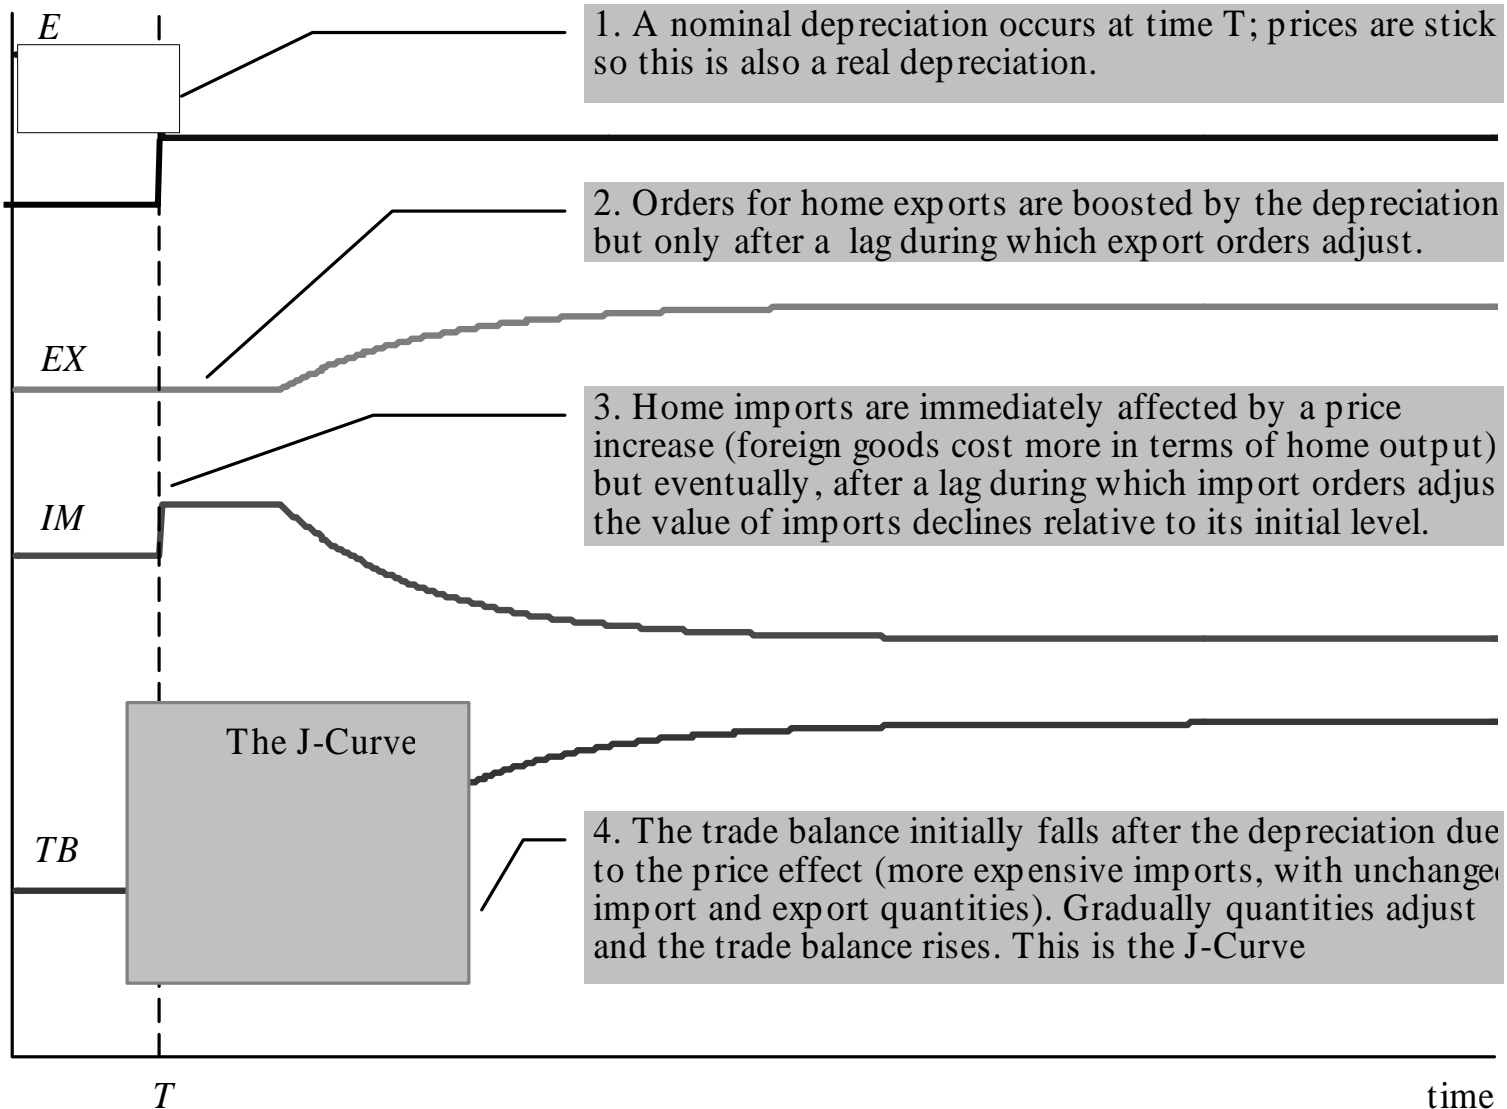 E
1. A nominal depreciation occurs at time T; prices are stick
so this is also a real depreciation.
2. Orders for home exports are boosted by the depreciation
but only after a lag during which export orders adjust.
EX
3. Home imports are immediately affected by a price
increase (foreign goods cost more in terms of home output)
but eventually, after a lag during which import orders adjus
the value of imports declines relative to its initial level.
IM
The J-Curve
TB
4. The trade balance initially falls after the depreciation due
to the price effect (more expensive imports, with unchanged
import and export quantities). Gradually quantities adjust
and the trade balance rises. This is the J-Curve
T
time